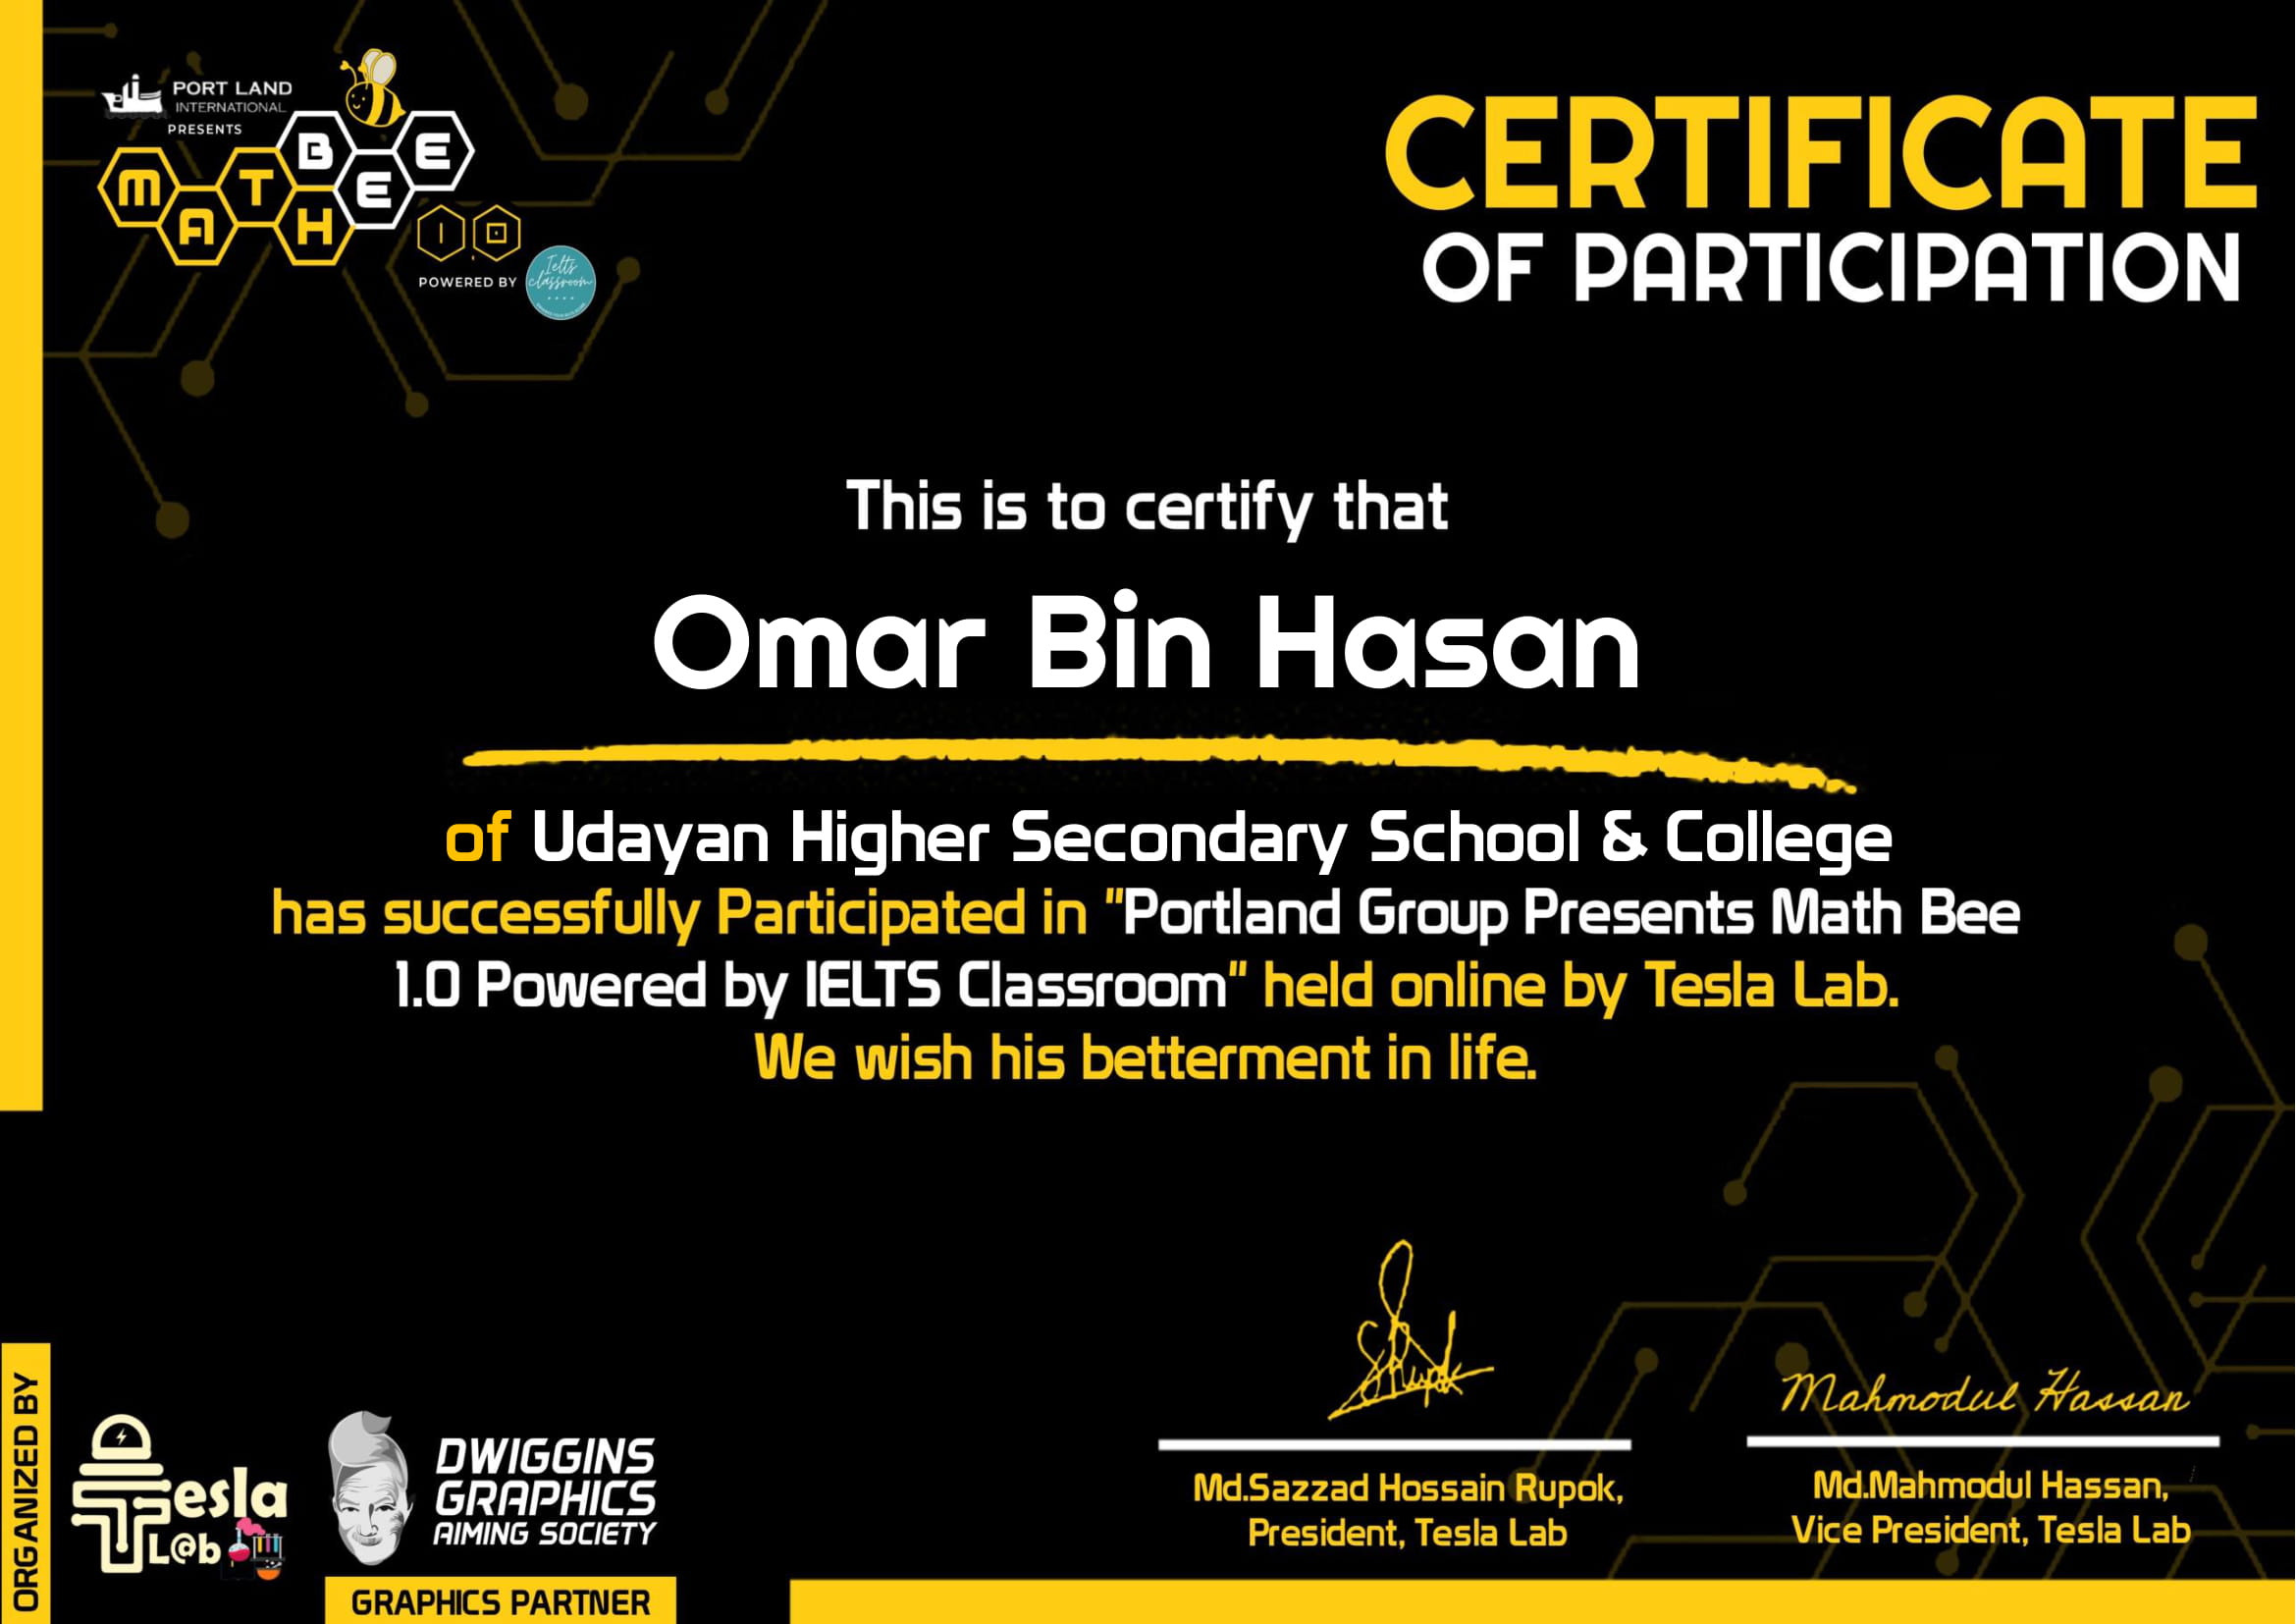 PORT LAND
INTERNATIONAL
PRESENTS
MATH BEE
1.0
POWERED BY
Ielts
classroom
CERTIFICATE
OF PARTICIPATION
This is to certify that
Omar Bin Hasan
of Udayan Higher Secondary School & College
has successfully Participated in "Portland Group Presents Math Bee
1.0 Powered by IELTS Classroom" held online by Tesla Lab.
We wish his betterment in life.
Mahmodul Hassan
Md.Sazzad Hossain Rupok,
President, Tesla Lab
Md.Mahmodul Hassan,
Vice President, Tesla Lab
ORGANIZED BY
Tesla
L@b
DWIGGINS
GRAPHICS
AIMING SOCIETY
GRAPHICS PARTNER